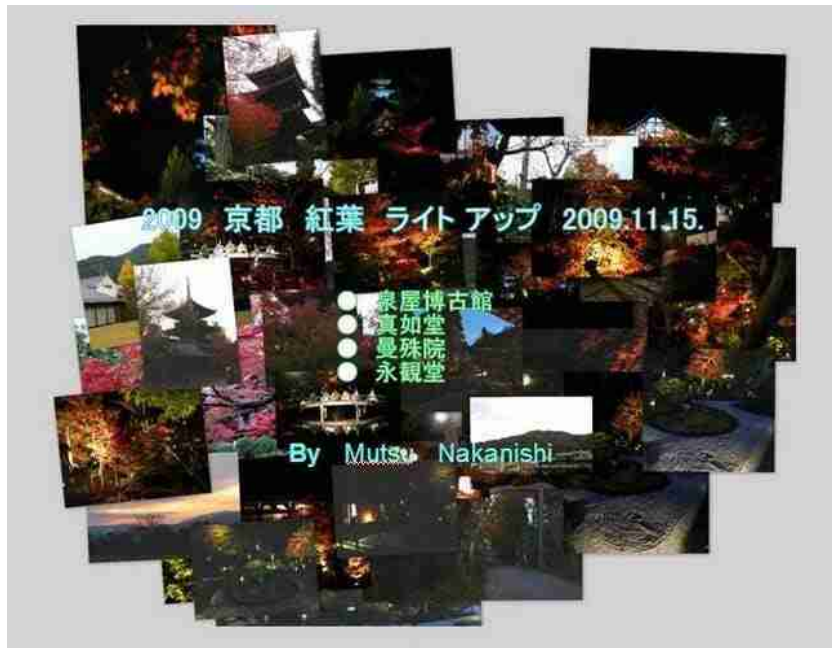 2009 京都 紅葉 ライトアップ 2009.11.15.
● 泉屋博古館
● 真如堂
● 曼殊院
● 永観堂
By Mutsu Nakanishi